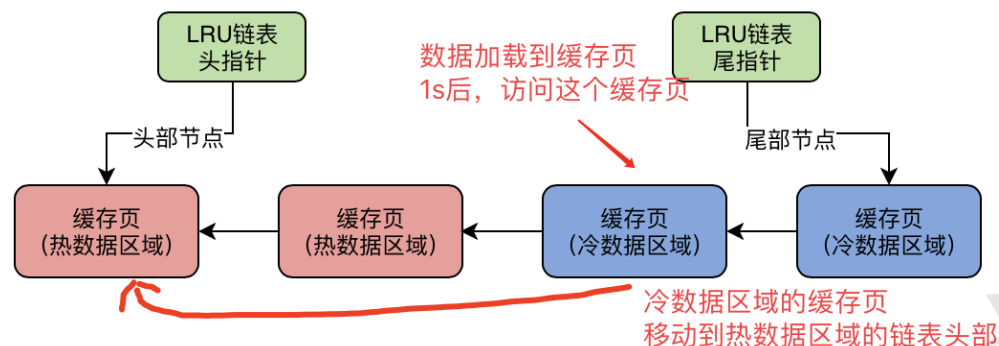 LRU链表
头指针
LRU链表
尾指针
数据加载到缓存页
1s后，访问这个缓存页
头部节点
尾部节点
缓存页
（热数据区域）
缓存页
（热数据区域）
缓存页
（冷数据区域）
缓存页
（冷数据区域）
冷数据区域的缓存页
移动到热数据区域的链表头部